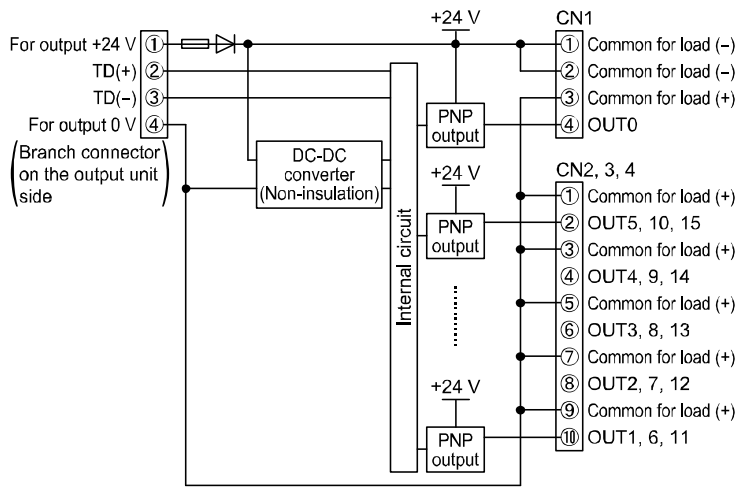 For output +24 V ①
TD(+) ②
TD(−) ③
For output 0 V ④
(Branch connector
on the output unit
side)
DC-DC
converter
(Non-insulation)
Internal circuit
+24 V
PNP
output
+24 V
PNP
output
+24 V
PNP
output
CN1
① Common for load (−)
② Common for load (−)
③ Common for load (+)
④ OUT0
CN2, 3, 4
① Common for load (+)
② OUT5, 10, 15
③ Common for load (+)
④ OUT4, 9, 14
⑤ Common for load (+)
⑥ OUT3, 8, 13
⑦ Common for load (+)
⑧ OUT2, 7, 12
⑨ Common for load (+)
⑩ OUT1, 6, 11